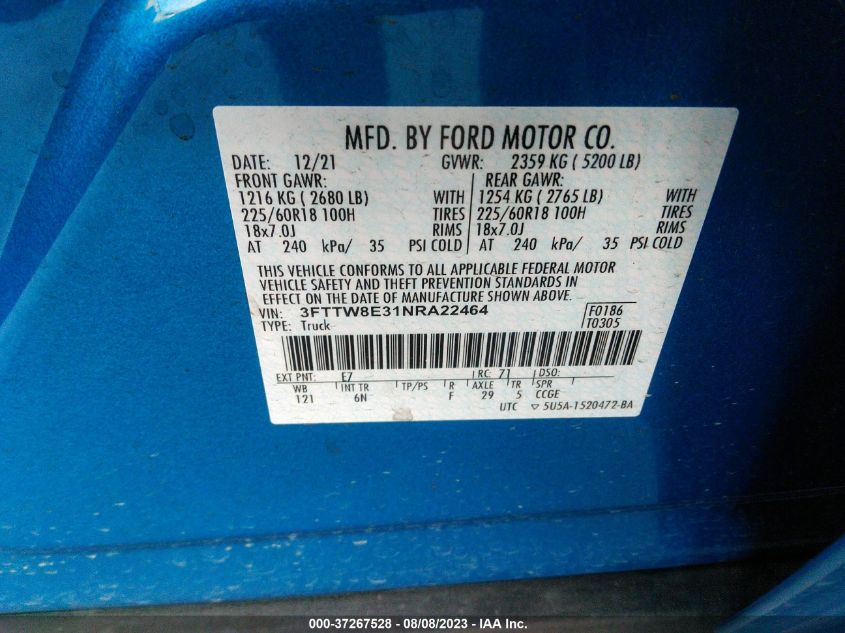 MFD. BY FORD MOTOR CO.
DATE: 12/21 GVWR: 2359 KG ( 5200 LB)
FRONT GAWR: REAR GAWR:
1216 KG ( 2680 LB) WITH 1254 KG ( 2765 LB) WITH
225/60R18 100H TIRES 225/60R18 100H TIRES
18x7.0J RIMS 18x7.0J RIMS
AT 240 kPa/ 35 PSI COLD AT 240 kPa/ 35 PSI COLD
THIS VEHICLE CONFORMS TO ALL APPLICABLE FEDERAL MOTOR
VEHICLE SAFETY AND THEFT PREVENTION STANDARDS IN
EFFECT ON THE DATE OF MANUFACTURE SHOWN ABOVE.
VIN: 3FTTW8E31NRA22464 F0186
TYPE: Truck T0305
EXT PNT: E7 RC: 71 DSO:
WB INT TR TP/PS R AXLE TR SPR
121 6N F 29 5 CCGE
UTC ▽ 5U5A-1520472-BA
000-37267528 - 08/08/2023 - IAA Inc.